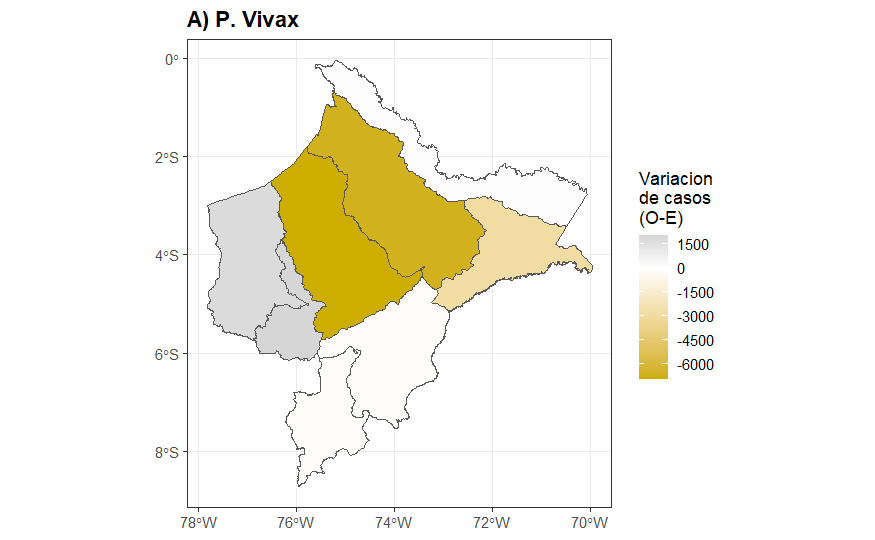 A) P. Vivax
0°
2°S
4°S
6°S
8°S
78°W
76°W
74°W
72°W
70°W
Variacion
de casos
(O-E)
1500
0
-1500
-3000
-4500
-6000